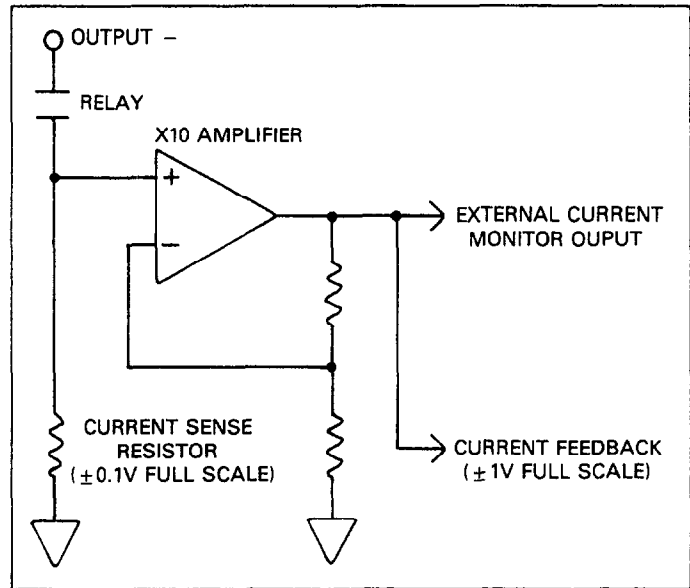 OUTPUT -
RELAY
X10 AMPLIFIER
+
-
EXTERNAL CURRENT
MONITOR OUPUT
CURRENT SENSE
RESISTOR
(±0.1V FULL SCALE)
CURRENT FEEDBACK
(±1V FULL SCALE)